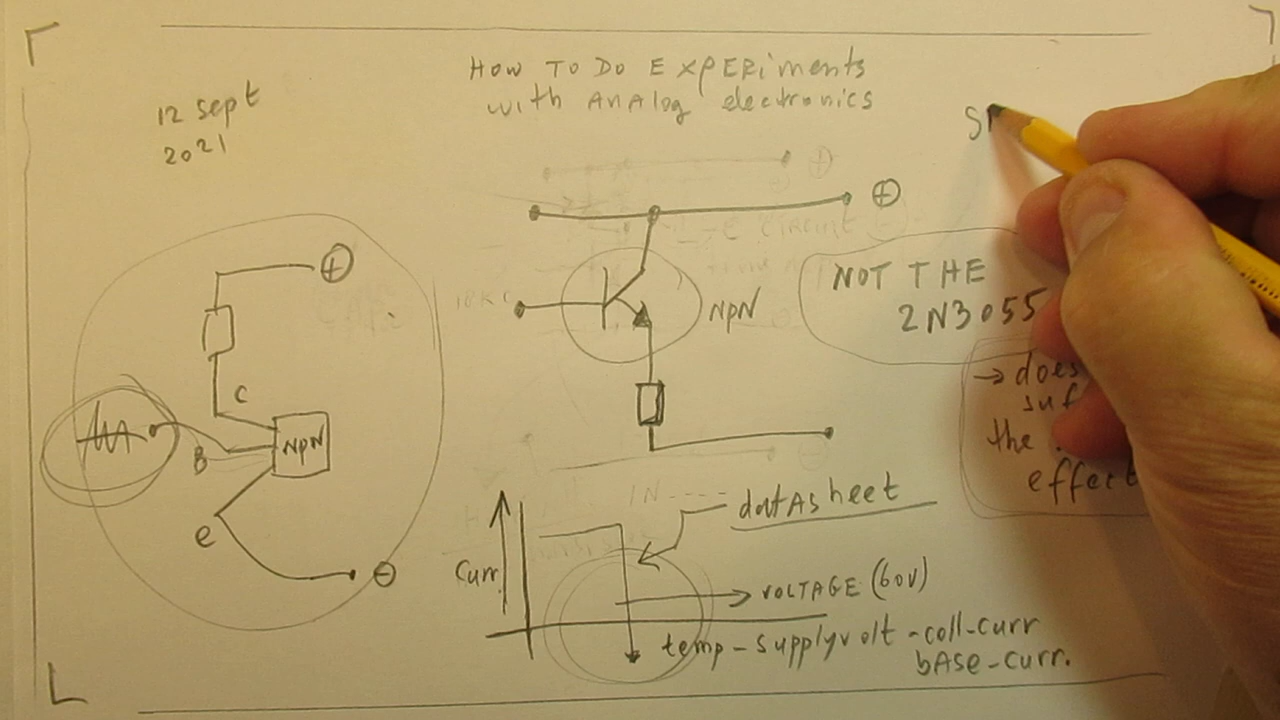 12 sept
2021
HOW TO DO EXPERiments
with ANAlog electronics
S
+
C
B
NPN
e
-
+
NPN
NOT THE
2N3055
→ does
suf
the
effect
datAsheet
Curr.
VOLTAGE (60V)
temp - supplyvolt - coll-curr
bAse-curr.